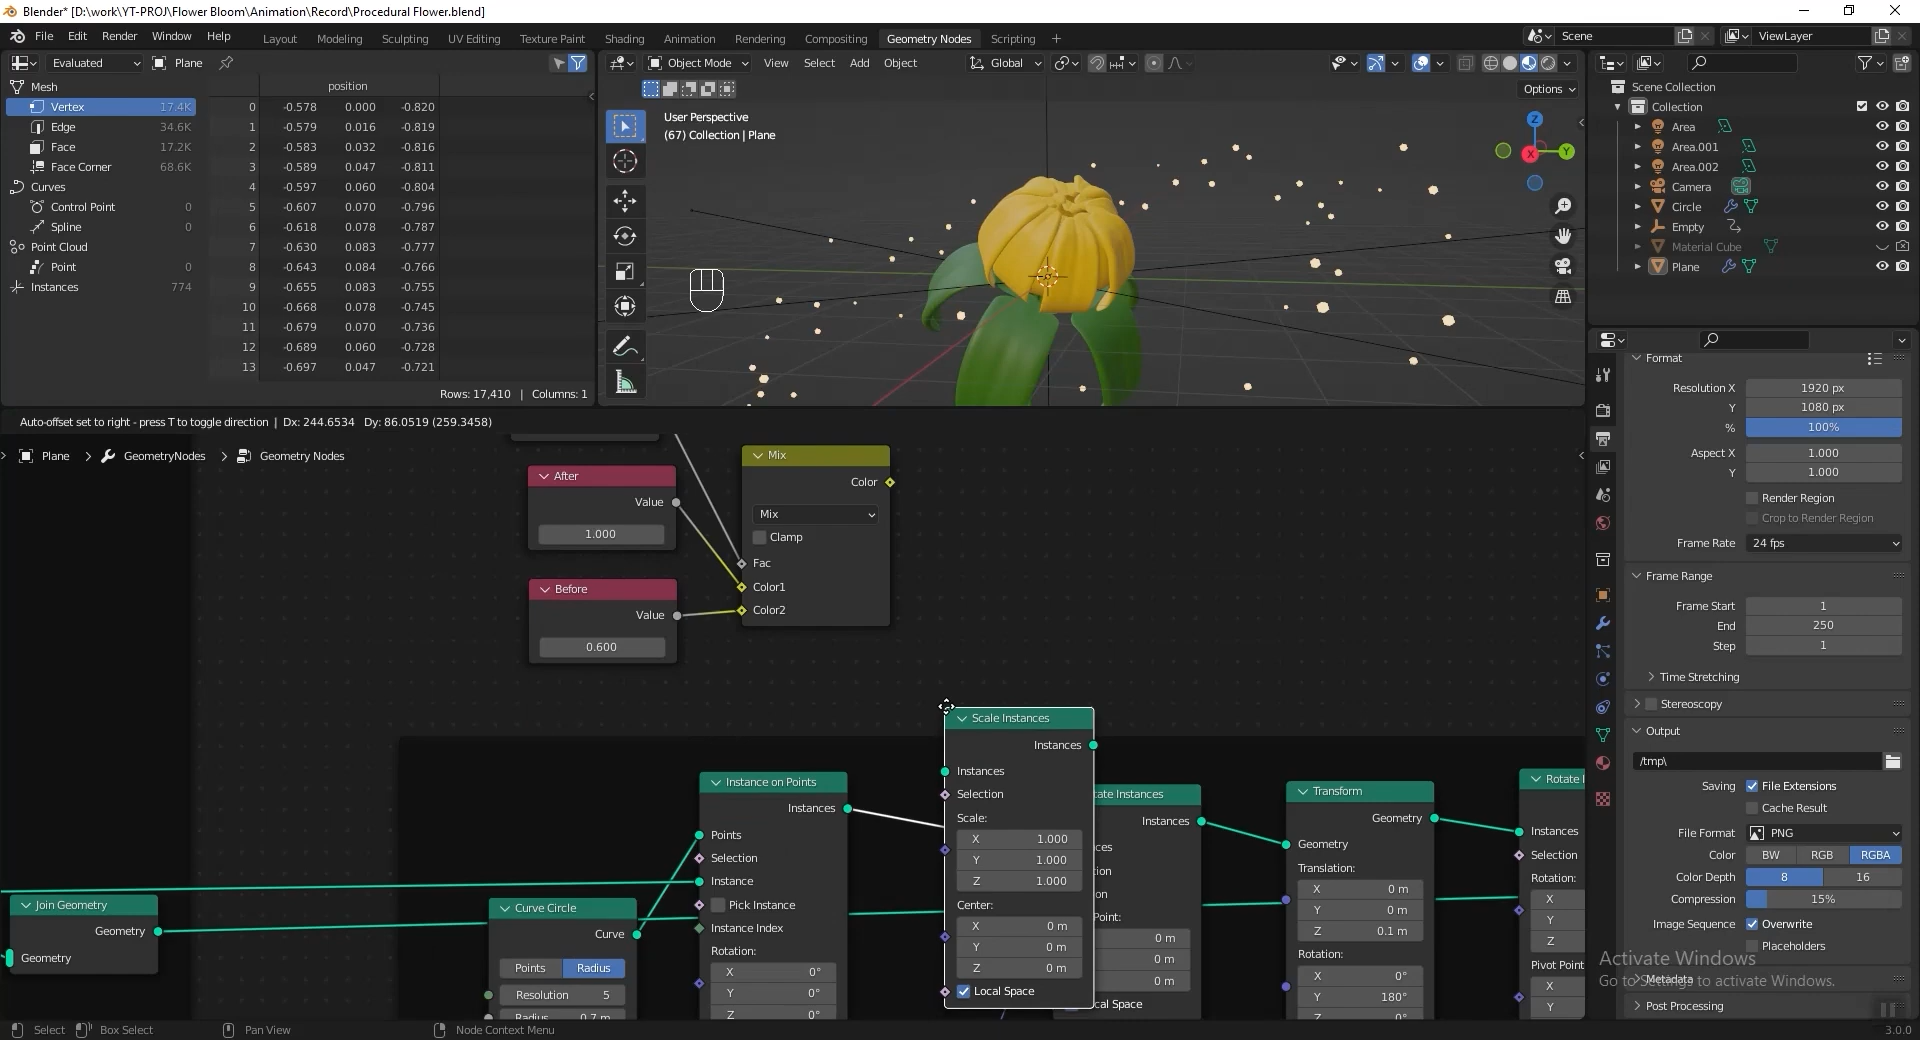 Blender* [D:\work\YT-PROJ\Flower Bloom\Animation\Record\Procedural Flower.blend]
File Edit Render Window Help Layout Modeling Sculpting UV Editing Texture Paint Shading Animation Rendering Compositing Geometry Nodes Scripting + Scene ViewLayer
Evaluated Plane
Object Mode View Select Add Object Global
Options
Mesh
Vertex 17.4K
Edge 34.6K
Face 17.2K
Face Corner 68.6K
Curves
Control Point 0
Spline 0
Point Cloud
Point 0
Instances 774
position
0 -0.578 0.000 -0.820
1 -0.579 0.016 -0.819
2 -0.583 0.032 -0.816
3 -0.589 0.047 -0.811
4 -0.597 0.060 -0.804
5 -0.607 0.070 -0.796
6 -0.618 0.078 -0.787
7 -0.630 0.083 -0.777
8 -0.643 0.084 -0.766
9 -0.655 0.083 -0.755
10 -0.668 0.078 -0.745
11 -0.679 0.070 -0.736
12 -0.689 0.060 -0.728
13 -0.697 0.047 -0.721
Rows: 17,410 | Columns: 1
User Perspective
(67) Collection | Plane
Z
X
Y
Scene Collection
Collection
Area
Area.001
Area.002
Camera
Circle
Empty
Material Cube
Plane
Auto-offset set to right - press T to toggle direction | Dx: 244.6534 Dy: 86.0519 (259.3458)
Plane GeometryNodes Geometry Nodes
After
Value
1.000
Before
Value
0.600
Mix
Color
Mix
Clamp
Fac
Color1
Color2
Join Geometry
Geometry
Geometry
Curve Circle
Curve
Points Radius
Resolution 5
Radius 0.7 m
Instance on Points
Instances
Points
Selection
Instance
Pick Instance
Instance Index
Rotation:
X 0°
Y 0°
Z 0°
Scale Instances
Instances
Instances
Selection
Scale:
X 1.000
Y 1.000
Z 1.000
Center:
X 0 m
Y 0 m
Z 0 m
Local Space
tate Instances
Instances
ces
ion
on
Point:
0 m
0 m
0 m
cal Space
Transform
Geometry
Geometry
Translation:
X 0 m
Y 0 m
Z 0.1 m
Rotation:
X 0°
Y 180°
Z 0°
Rotate I
Instances
Selection
Rotation:
X
Y
Z
Pivot Point
X
Y
Format
Resolution X 1920 px
Y 1080 px
% 100%
Aspect X 1.000
Y 1.000
Render Region
Crop to Render Region
Frame Rate 24 fps
Frame Range
Frame Start 1
End 250
Step 1
Time Stretching
Stereoscopy
Output
/tmp\
Saving File Extensions
Cache Result
File Format PNG
Color BW RGB RGBA
Color Depth 8 16
Compression 15%
Image Sequence Overwrite
Placeholders
Metadata
Post Processing
Activate Windows
Go to Settings to activate Windows.
Select Box Select Pan View Node Context Menu 3.0.0